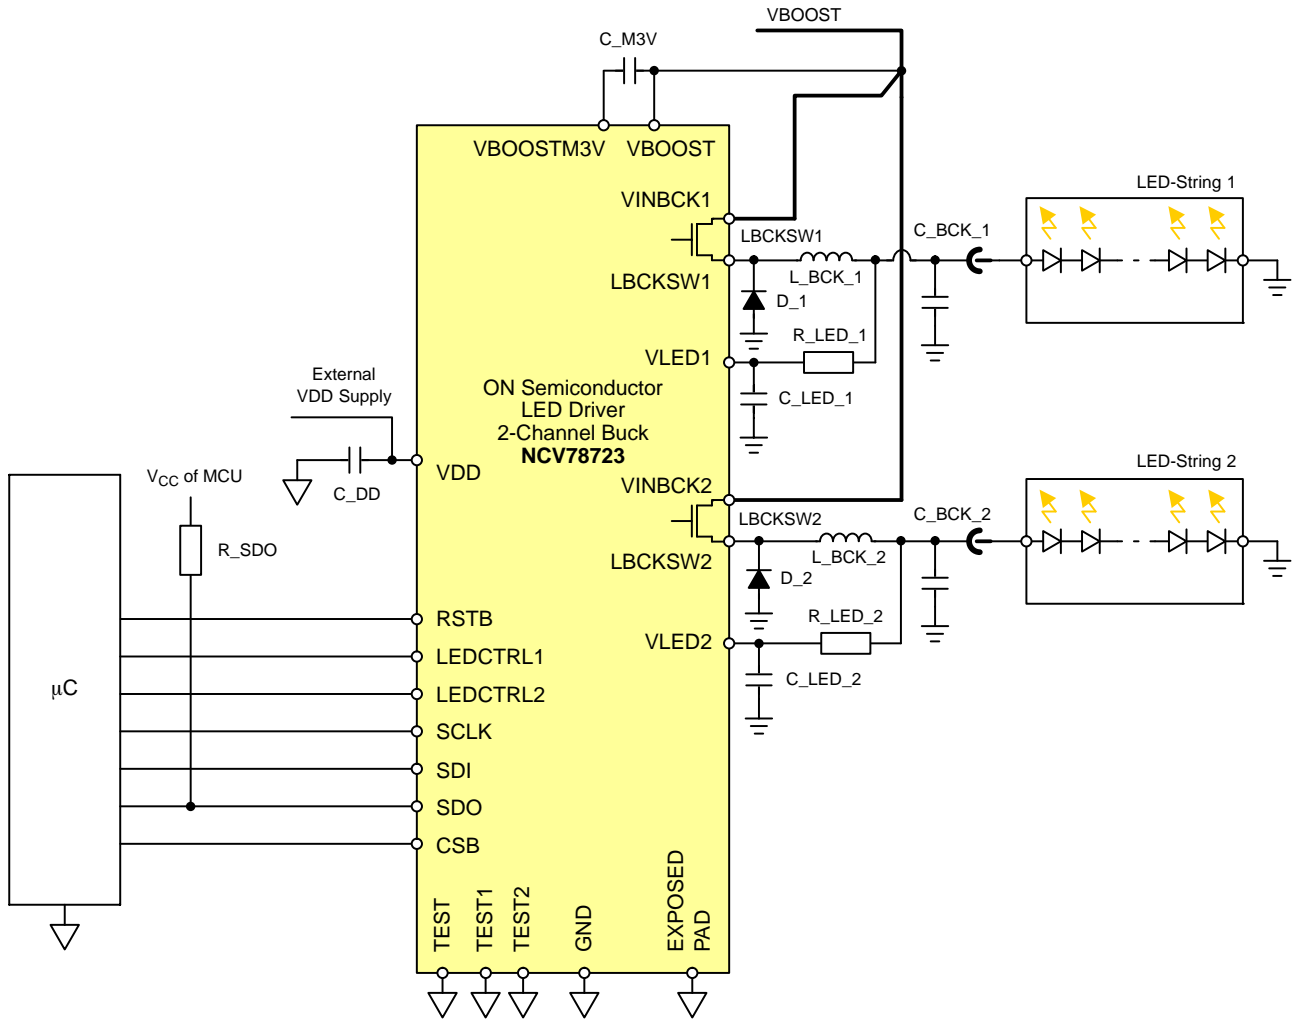 VBOOST
C_M3V
VBOOSTM3V
VBOOST
VINBCK1
LBCKSW1
LBCKSW1
L_BCK_1
C_BCK_1
LED-String 1
D_1
R_LED_1
VLED1
C_LED_1
External
VDD Supply
ON Semiconductor
LED Driver
2-Channel Buck
NCV78723
VDD
C_DD
V_CC of MCU
R_SDO
VINBCK2
LBCKSW2
LBCKSW2
L_BCK_2
C_BCK_2
LED-String 2
D_2
R_LED_2
VLED2
C_LED_2
μC
RSTB
LEDCTRL1
LEDCTRL2
SCLK
SDI
SDO
CSB
TEST
TEST1
TEST2
GND
EXPOSED
PAD